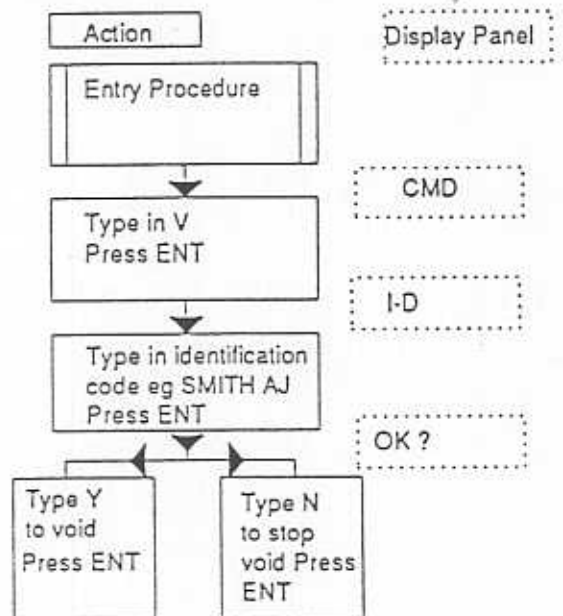 Action
Display Panel
Entry Procedure
CMD
Type in V
Press ENT
I-D
Type in identification
code eg SMITH AJ
Press ENT
OK ?
Type Y
to void
Press ENT
Type N
to stop
void Press
ENT